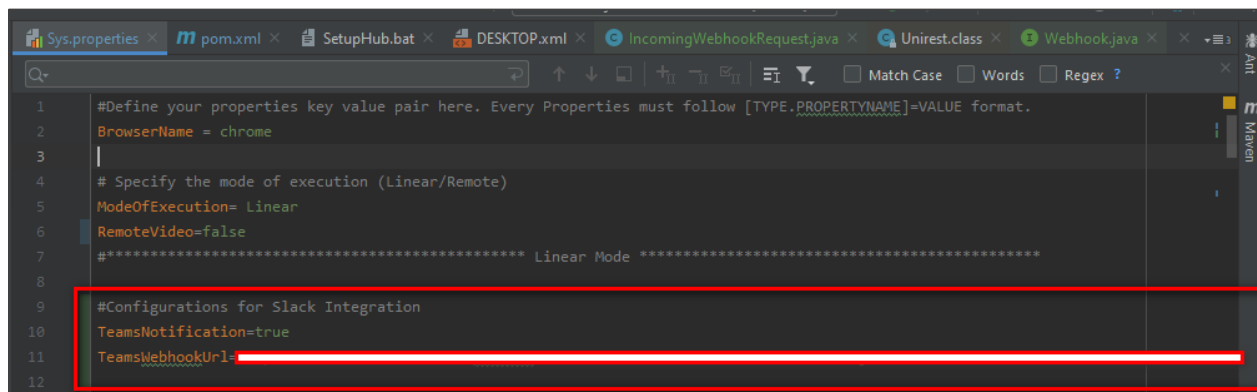 Sys.properties pom.xml SetupHub.bat DESKTOP.xml IncomingWebhookRequest.java Unirest.class Webhook.java
Match Case Words Regex ?
1 #Define your properties key value pair here. Every Properties must follow [TYPE.PROPERTYNAME]=VALUE format.
2 BrowserName = chrome
3
4 # Specify the mode of execution (Linear/Remote)
5 ModeOfExecution= Linear
6 RemoteVideo=false
7 #************************************************ Linear Mode **********************************************
8
9 #Configurations for Slack Integration
10 TeamsNotification=true
11 TeamsWebhookUrl=
12
Ant
Maven